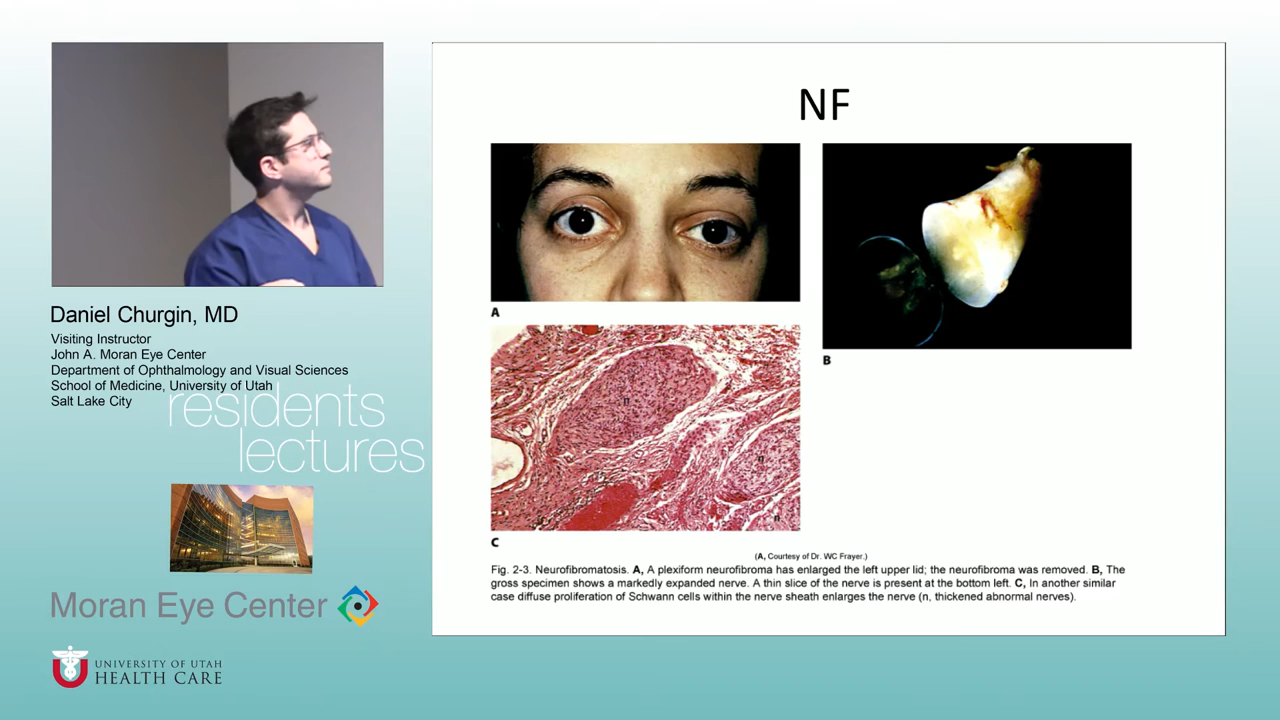 NF
A
B
C
(A, Courtesy of Dr. WC Frayer.)
Fig. 2-3. Neurofibromatosis. A, A plexiform neurofibroma has enlarged the left upper lid; the neurofibroma was removed. B, The
gross specimen shows a markedly expanded nerve. A thin slice of the nerve is present at the bottom left. C, In another similar
case diffuse proliferation of Schwann cells within the nerve sheath enlarges the nerve (n, thickened abnormal nerves).
n
n
n
Daniel Churgin, MD
Visiting Instructor
John A. Moran Eye Center
Department of Ophthalmology and Visual Sciences
School of Medicine, University of Utah
Salt Lake City
residents
lectures
Moran Eye Center
UNIVERSITY OF UTAH
HEALTH CARE